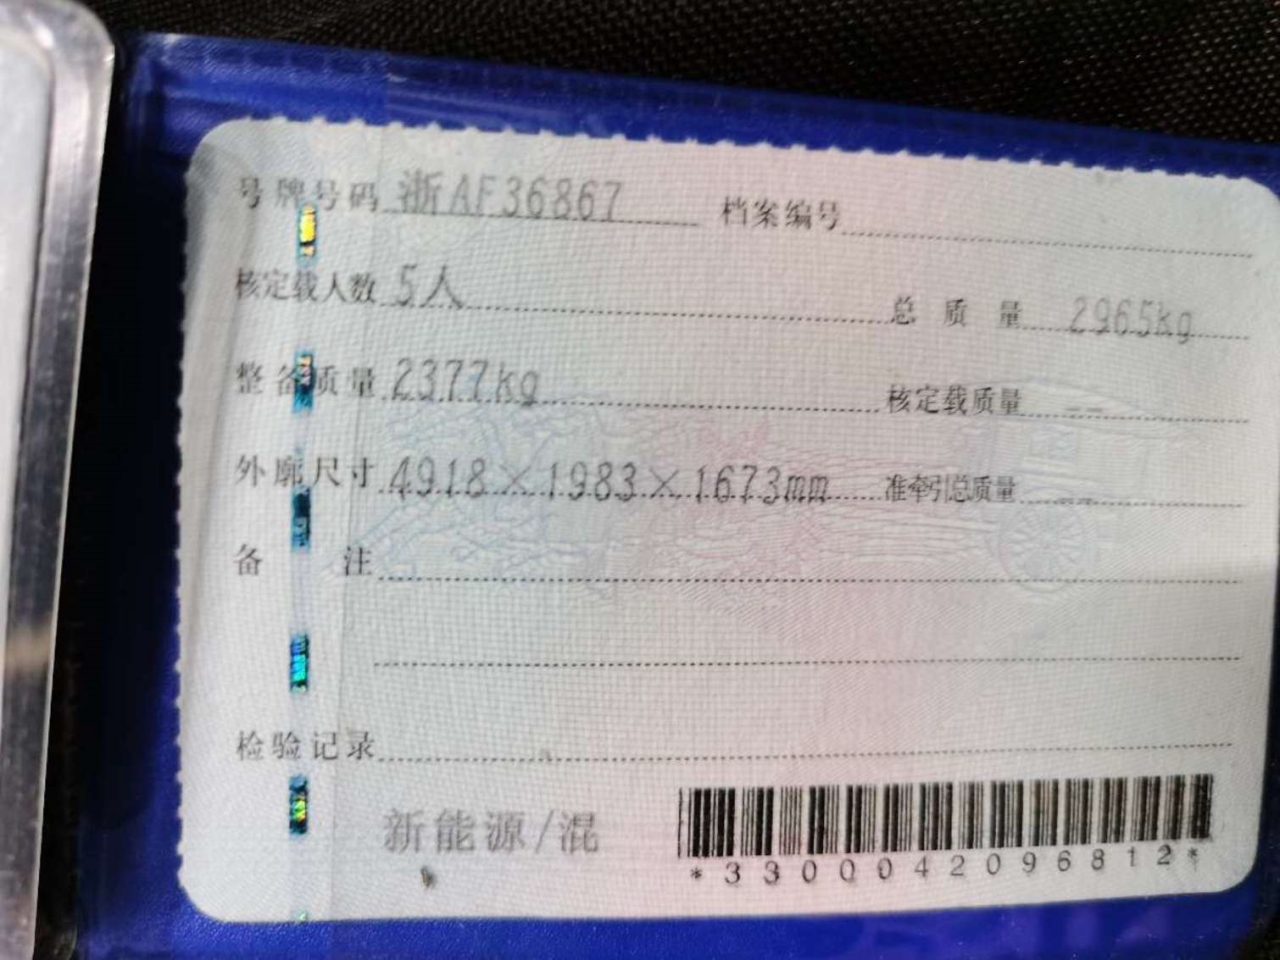 号牌号码 浙AF36867 档案编号
核定载人数 5人 总质量 2965kg
整备质量 2377kg 核定载质量 --
外廓尺寸 4918×1983×1673mm 准牵引总质量 --
备注
检验记录
新能源/混
*3300042096812*